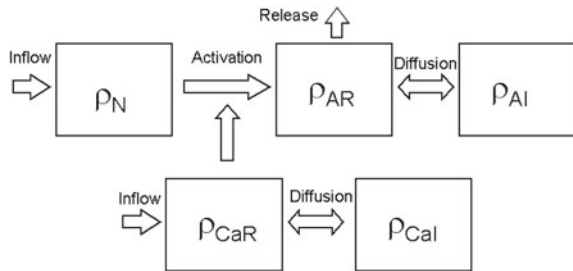 Release
Inflow
Activation
Diffusion
ρN
ρAR
ρAI
Inflow
Diffusion
ρCaR
ρCaI